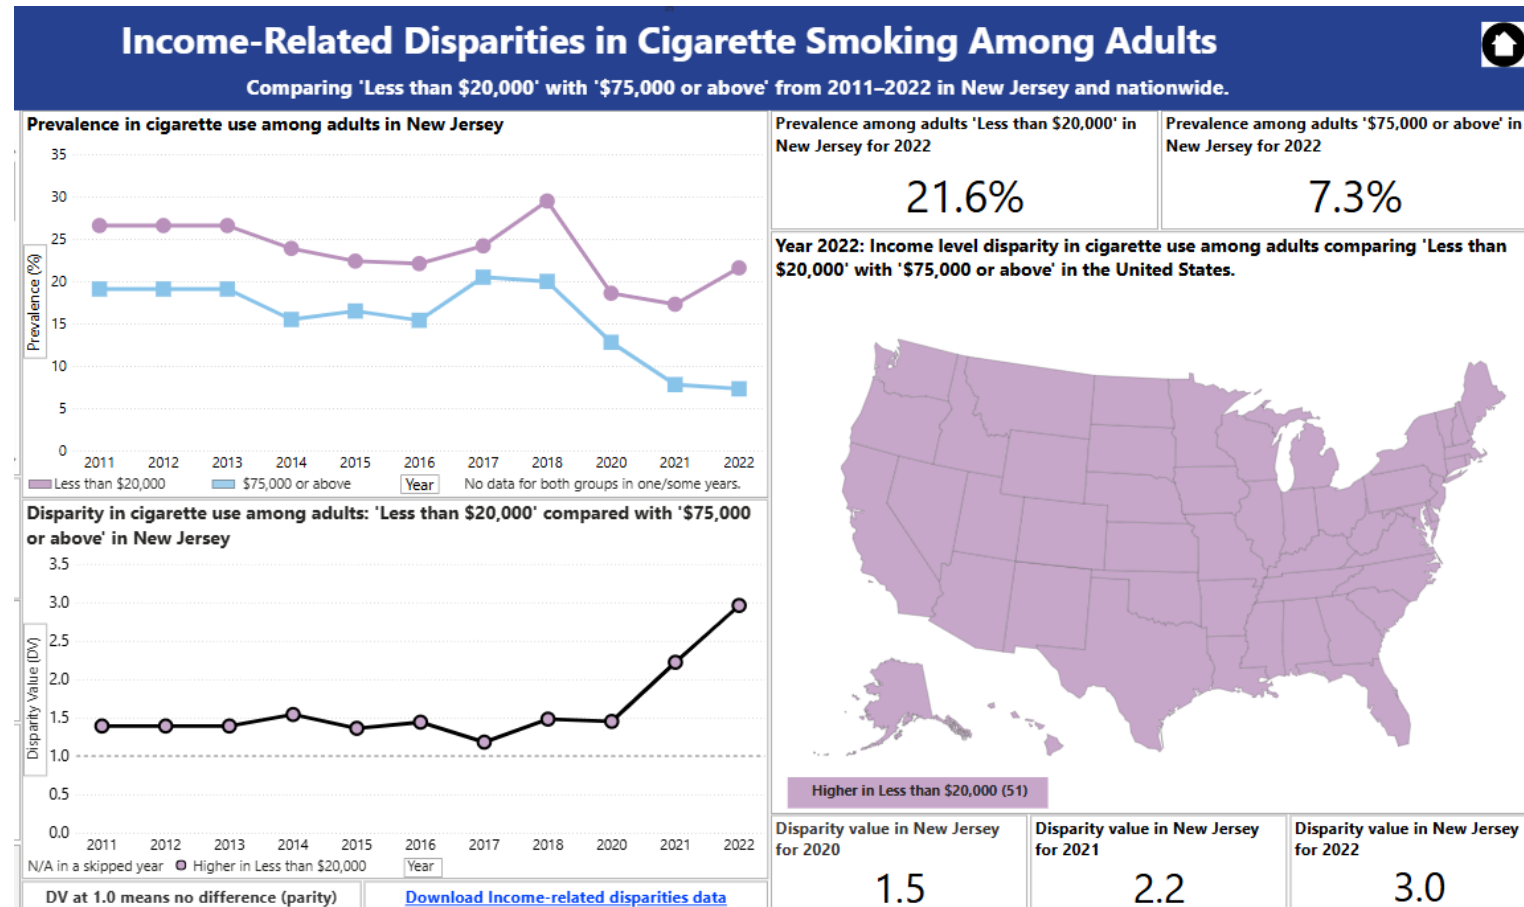 Income-Related Disparities in Cigarette Smoking Among Adults
Comparing 'Less than $20,000' with '$75,000 or above' from 2011–2022 in New Jersey and nationwide.
Prevalence in cigarette use among adults in New Jersey
35
30
25
20
15
10
5
0
Prevalence (%)
2011 2012 2013 2014 2015 2016 2017 2018 2020 2021 2022
Less than $20,000 $75,000 or above Year No data for both groups in one/some years.
Disparity in cigarette use among adults: 'Less than $20,000' compared with '$75,000
or above' in New Jersey
3.5
3.0
2.5
2.0
1.5
1.0
0.5
0.0
Disparity Value (DV)
2011 2012 2013 2014 2015 2016 2017 2018 2020 2021 2022
N/A in a skipped year Higher in Less than $20,000 Year
DV at 1.0 means no difference (parity)
Download Income-related disparities data
Prevalence among adults 'Less than $20,000' in
New Jersey for 2022
21.6%
Prevalence among adults '$75,000 or above' in
New Jersey for 2022
7.3%
Year 2022: Income level disparity in cigarette use among adults comparing 'Less than
$20,000' with '$75,000 or above' in the United States.
Higher in Less than $20,000 (51)
Disparity value in New Jersey
for 2020
1.5
Disparity value in New Jersey
for 2021
2.2
Disparity value in New Jersey
for 2022
3.0